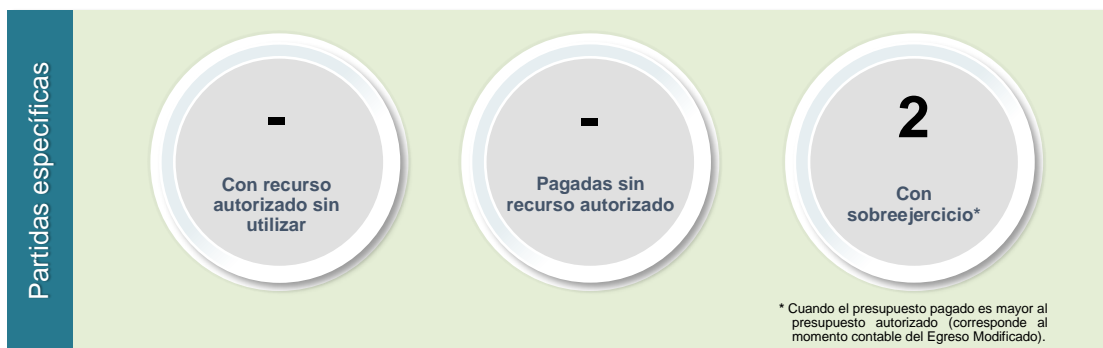 Partidas específicas
-
Con recurso
autorizado sin
utilizar
-
Pagadas sin
recurso autorizado
2
Con
sobreejercicio*
* Cuando el presupuesto pagado es mayor al
presupuesto autorizado (corresponde al
momento contable del Egreso Modificado).